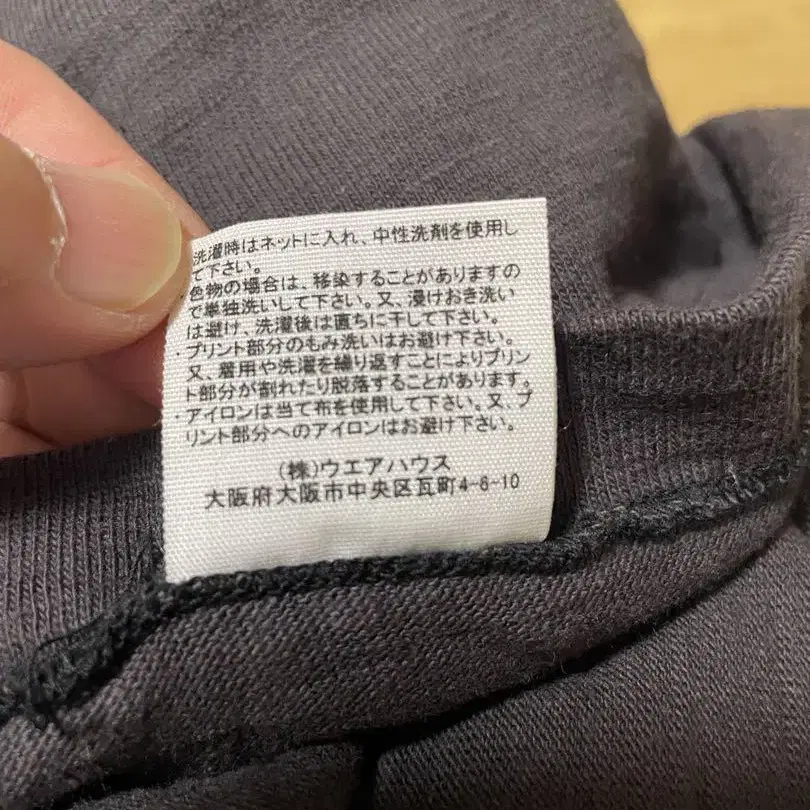 ・洗濯時はネットに入れ、中性洗剤を使用し
て下さい。
・色物の場合は、移染することがありますの
で単独洗いして下さい。又、浸けおき洗い
は避け、洗濯後は直ちに干して下さい。
・プリント部分のもみ洗いはお避け下さい。
又、着用や洗濯を繰り返すことによりプリン
ト部分が割れたり脱落することがあります。
・アイロンは当て布を使用して下さい。又、プ
リント部分へのアイロンはお避け下さい。
(株)ウエアハウス
大阪府大阪市中央区瓦町4-6-10